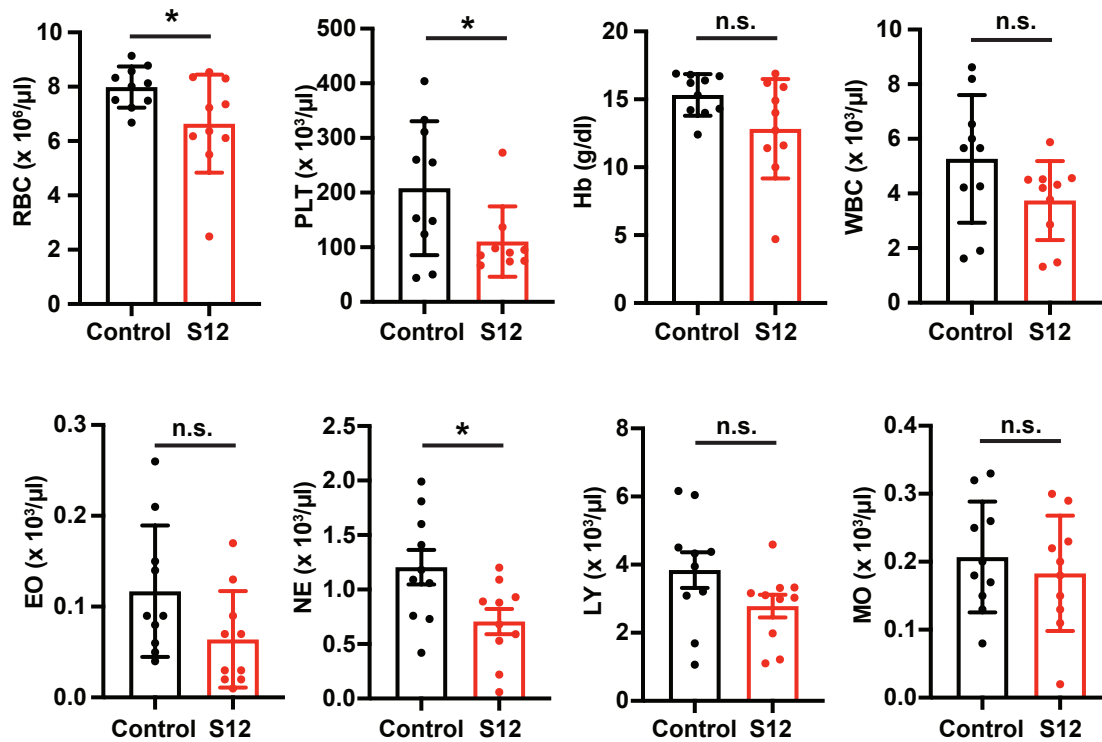 *
RBC (x 10⁶/μl)
10
8
6
4
2
0
Control S12
*
PLT (x 10³/μl)
500
400
300
200
100
0
Control S12
n.s.
Hb (g/dl)
20
15
10
5
0
Control S12
n.s.
WBC (x 10³/μl)
10
8
6
4
2
0
Control S12
n.s.
EO (x 10³/μl)
0.3
0.2
0.1
0.0
Control S12
*
NE (x 10³/μl)
2.5
2.0
1.5
1.0
0.5
0.0
Control S12
n.s.
LY (x 10³/μl)
8
6
4
2
0
Control S12
n.s.
MO (x 10³/μl)
0.4
0.3
0.2
0.1
0.0
Control S12